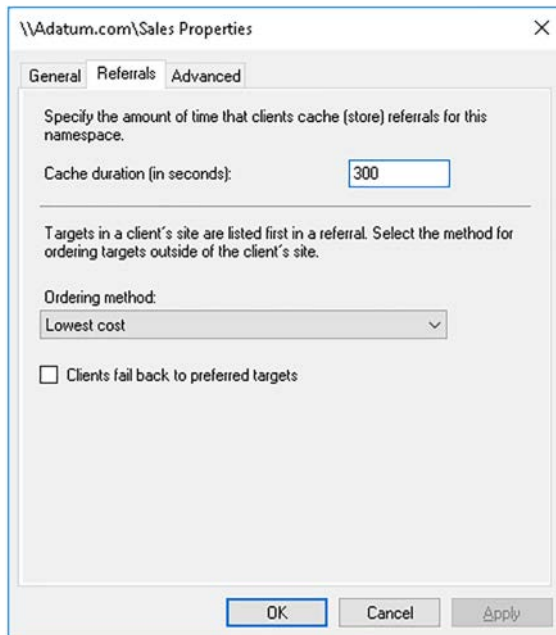 \\Adatum.com\Sales Properties
General Referrals Advanced
Specify the amount of time that clients cache (store) referrals for this
namespace.
Cache duration (in seconds): 300
Targets in a client's site are listed first in a referral. Select the method for
ordering targets outside of the client's site.
Ordering method:
Lowest cost
Clients fail back to preferred targets
OK Cancel Apply